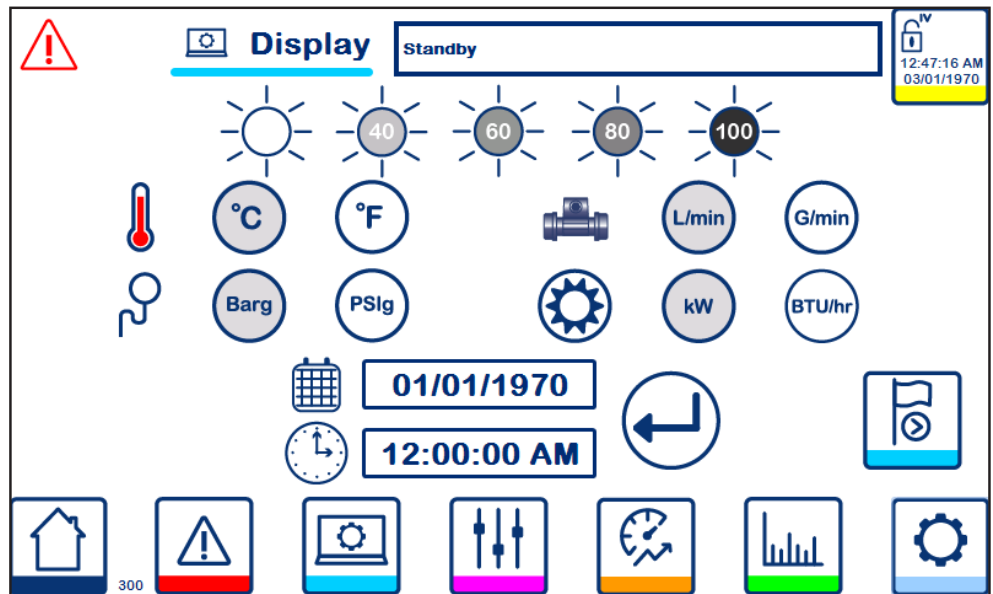 Display
Standby
IV
12:47:16 AM
03/01/1970
40 60 80 100
°C °F L/min G/min
Barg PSIg kW BTU/hr
01/01/1970
12:00:00 AM
300